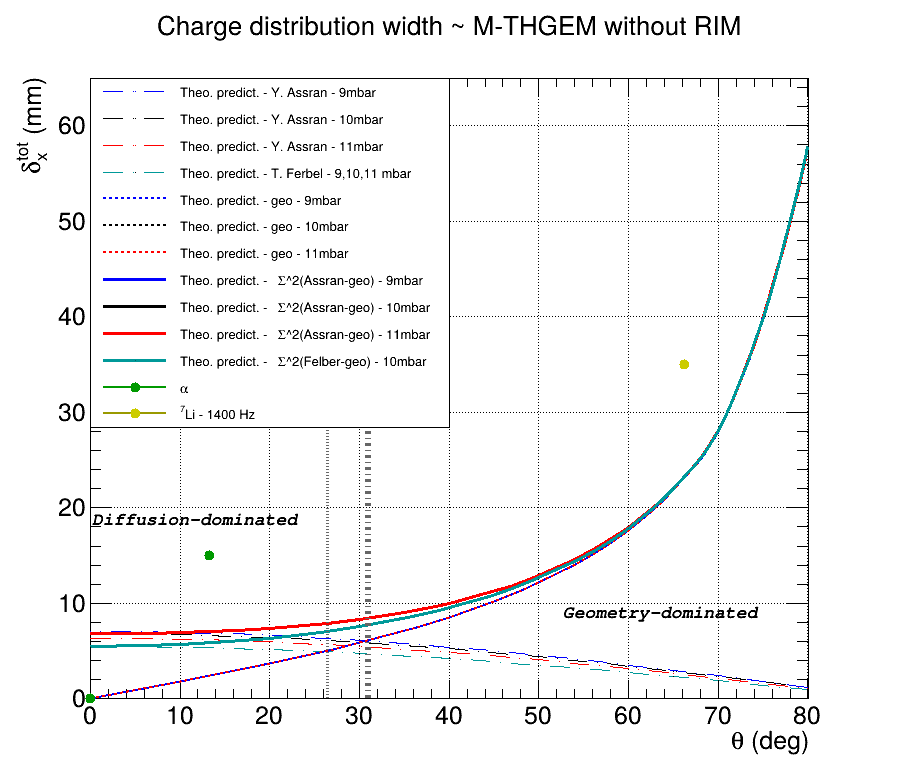 Charge distribution width ~ M-THGEM without RIM
δx^tot (mm)
Theo. predict. - Y. Assran - 9mbar
Theo. predict. - Y. Assran - 10mbar
Theo. predict. - Y. Assran - 11mbar
Theo. predict. - T. Ferbel - 9,10,11 mbar
Theo. predict. - geo - 9mbar
Theo. predict. - geo - 10mbar
Theo. predict. - geo - 11mbar
Theo. predict. - Σ^2(Assran-geo) - 9mbar
Theo. predict. - Σ^2(Assran-geo) - 10mbar
Theo. predict. - Σ^2(Assran-geo) - 11mbar
Theo. predict. - Σ^2(Felber-geo) - 10mbar
α
⁷Li - 1400 Hz
60
50
40
30
20
10
0
Diffusion-dominated
Geometry-dominated
0 10 20 30 40 50 60 70 80
θ (deg)